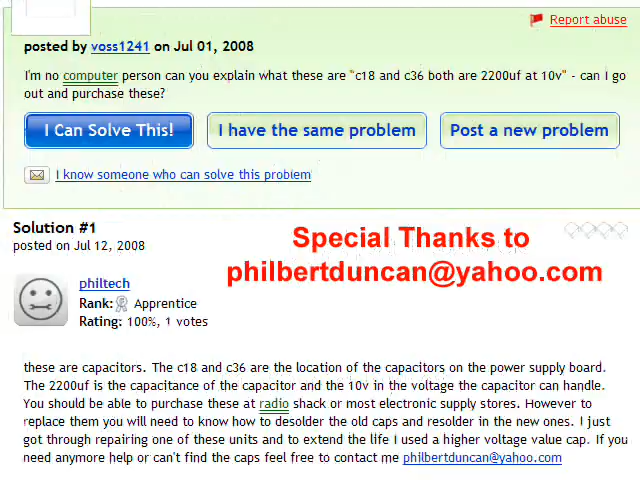 Report abuse
posted by voss1241 on Jul 01, 2008
I'm no computer person can you explain what these are "c18 and c36 both are 2200uf at 10v" - can I go
out and purchase these?
I Can Solve This!
I have the same problem
Post a new problem
I know someone who can solve this problem
Solution #1
posted on Jul 12, 2008
Special Thanks to
philbertduncan@yahoo.com
philtech
Rank: Apprentice
Rating: 100%, 1 votes
these are capacitors. The c18 and c36 are the location of the capacitors on the power supply board.
The 2200uf is the capacitance of the capacitor and the 10v in the voltage the capacitor can handle.
You should be able to purchase these at radio shack or most electronic supply stores. However to
replace them you will need to know how to desolder the old caps and resolder in the new ones. I just
got through repairing one of these units and to extend the life I used a higher voltage value cap. If you
need anymore help or can't find the caps feel free to contact me philbertduncan@yahoo.com